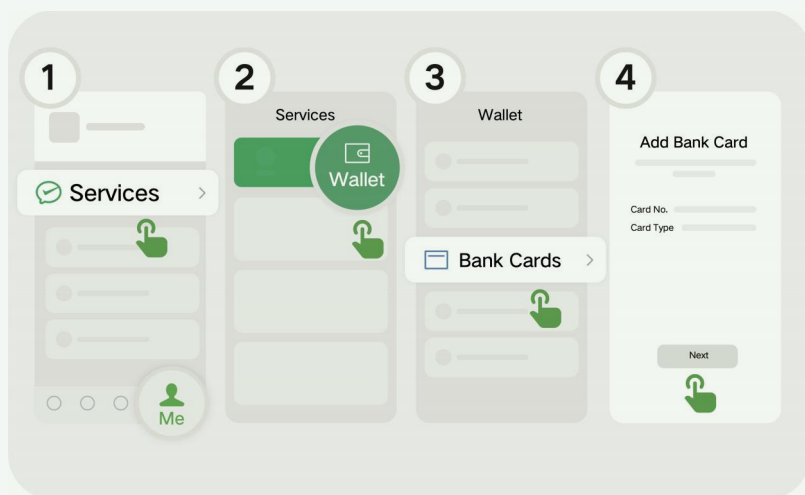 1
Services
Me
2
Services
Wallet
3
Wallet
Bank Cards
4
Add Bank Card
Card No.
Card Type
Next